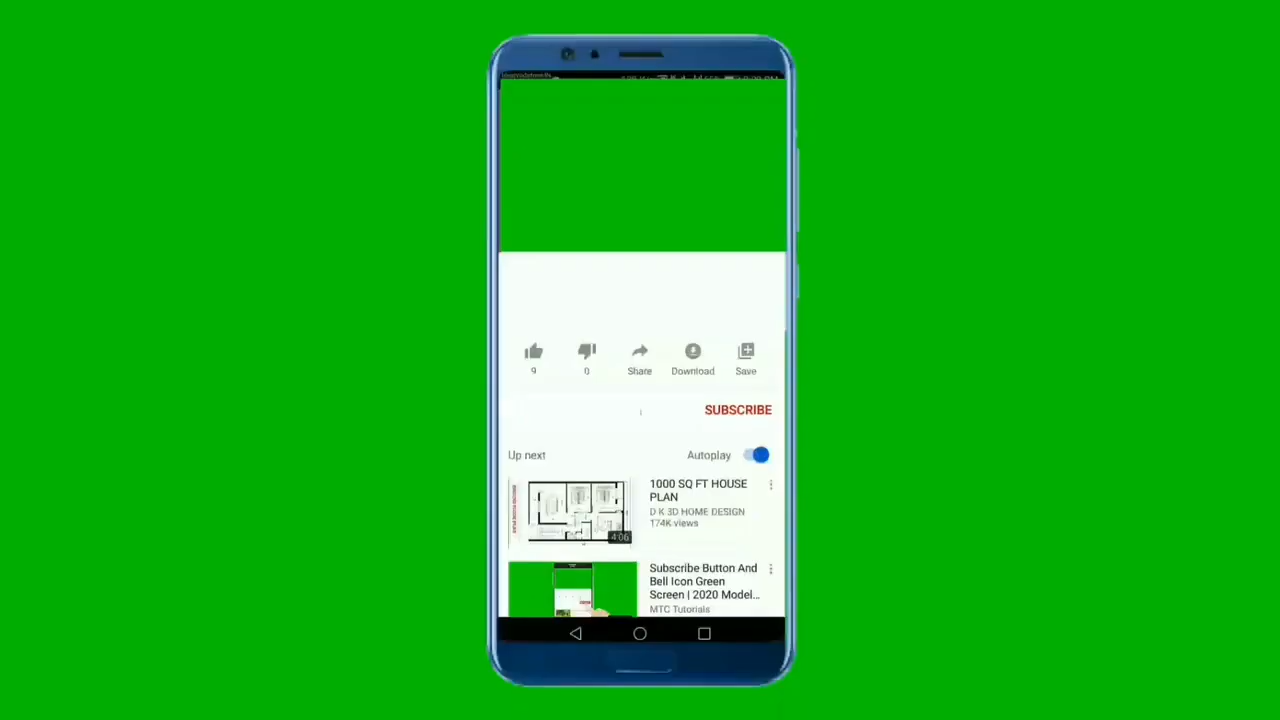 9
0
Share
Download
Save
SUBSCRIBE
Up next
Autoplay
1000 SQ FT HOUSE
PLAN
D K 3D HOME DESIGN
174K views
4:06
Subscribe Button And
Bell Icon Green
Screen | 2020 Model...
MTC Tutorials